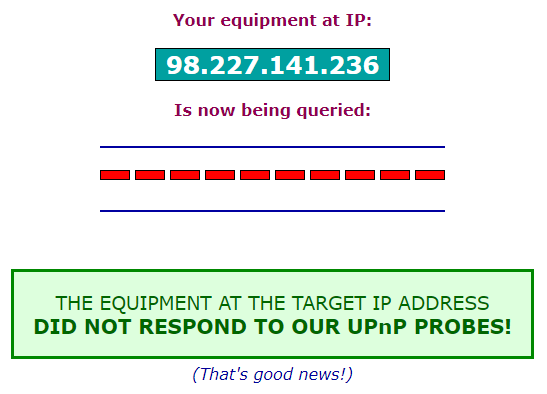 Your equipment at IP:
98.227.141.236
Is now being queried:
THE EQUIPMENT AT THE TARGET IP ADDRESS
DID NOT RESPOND TO OUR UPnP PROBES!
(That's good news!)